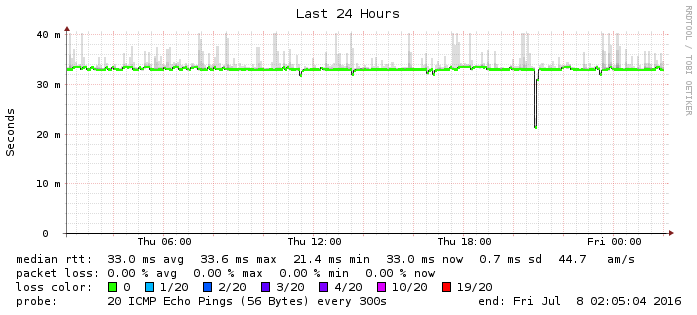 Last 24 Hours
RRDTOOL / TOBI OETIKER
Seconds
40 m
30 m
20 m
10 m
0
Thu 06:00 Thu 12:00 Thu 18:00 Fri 00:00
median rtt: 33.0 ms avg 33.6 ms max 21.4 ms min 33.0 ms now 0.7 ms sd 44.7 am/s
packet loss: 0.00 % avg 0.00 % max 0.00 % min 0.00 % now
loss color: 0 1/20 2/20 3/20 4/20 10/20 19/20
probe: 20 ICMP Echo Pings (56 Bytes) every 300s end: Fri Jul 8 02:05:04 2016